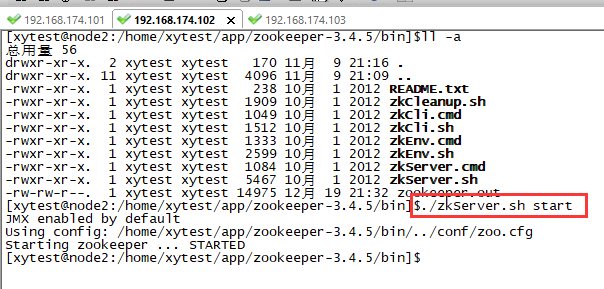 192.168.174.101 192.168.174.102 x 192.168.174.103
[xytest@node2:/home/xytest/app/zookeeper-3.4.5/bin]$ll -a
总用量 56
drwxr-xr-x. 2 xytest xytest 170 11月 9 21:16 .
drwxr-xr-x. 11 xytest xytest 4096 11月 9 21:09 ..
-rwxr-xr-x. 1 xytest xytest 238 10月 1 2012 README.txt
-rwxr-xr-x. 1 xytest xytest 1909 10月 1 2012 zkCleanup.sh
-rwxr-xr-x. 1 xytest xytest 1049 10月 1 2012 zkCli.cmd
-rwxr-xr-x. 1 xytest xytest 1512 10月 1 2012 zkCli.sh
-rwxr-xr-x. 1 xytest xytest 1333 10月 1 2012 zkEnv.cmd
-rwxr-xr-x. 1 xytest xytest 2599 10月 1 2012 zkEnv.sh
-rwxr-xr-x. 1 xytest xytest 1084 10月 1 2012 zkServer.cmd
-rwxr-xr-x. 1 xytest xytest 5467 10月 1 2012 zkServer.sh
-rw-rw-r--. 1 xytest xytest 14975 12月 19 21:32 zookeeper.out
[xytest@node2:/home/xytest/app/zookeeper-3.4.5/bin]$./zkServer.sh start
JMX enabled by default
Using config: /home/xytest/app/zookeeper-3.4.5/bin/../conf/zoo.cfg
Starting zookeeper ... STARTED
[xytest@node2:/home/xytest/app/zookeeper-3.4.5/bin]$